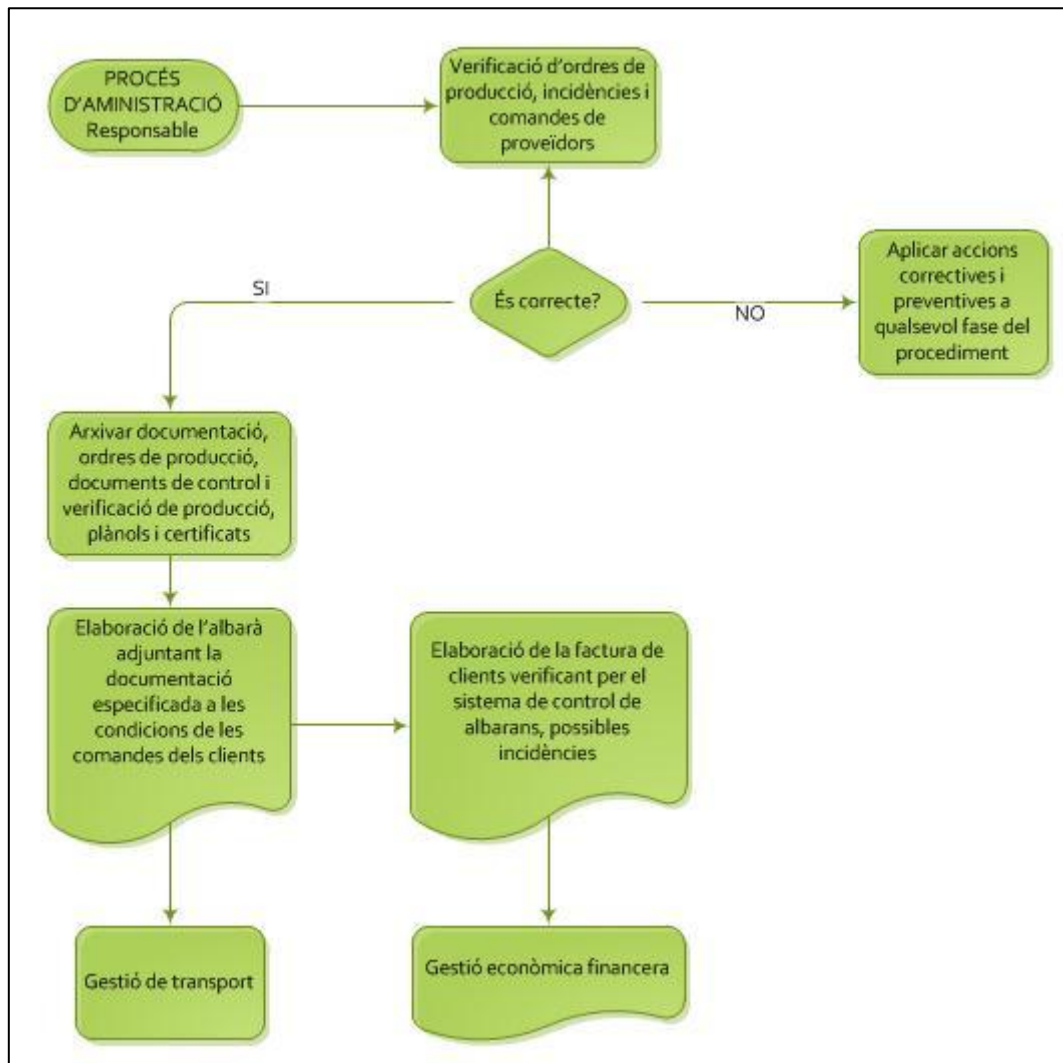 PROCÉS
D'AMINISTRACIÓ
Responsable
Verificació d'ordres de
producció, incidències i
comandes de
proveïdors
És correcte?
SI
NO
Aplicar accions
correctives i
preventives a
qualsevol fase del
procediment
Arxivar documentació,
ordres de producció,
documents de control i
verificació de producció,
plànols i certificats
Elaboració de l'albarà
adjuntant la
documentació
especificada a les
condicions de les
comandes dels clients
Elaboració de la factura de
clients verificant per el
sistema de control de
albarans, possibles
incidències
Gestió de transport
Gestió econòmica financera